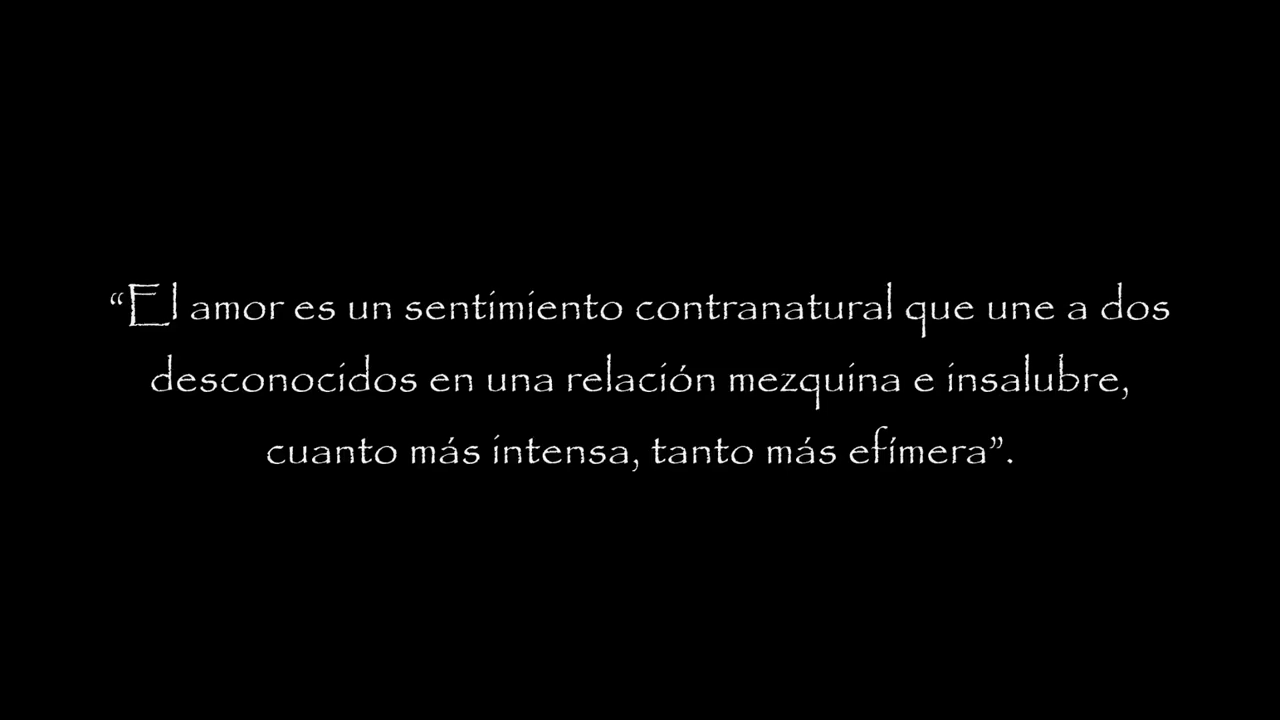 “El amor es un sentimiento contranatural que une a dos
desconocidos en una relación mezquina e insalubre,
cuanto más intensa, tanto más efímera”.